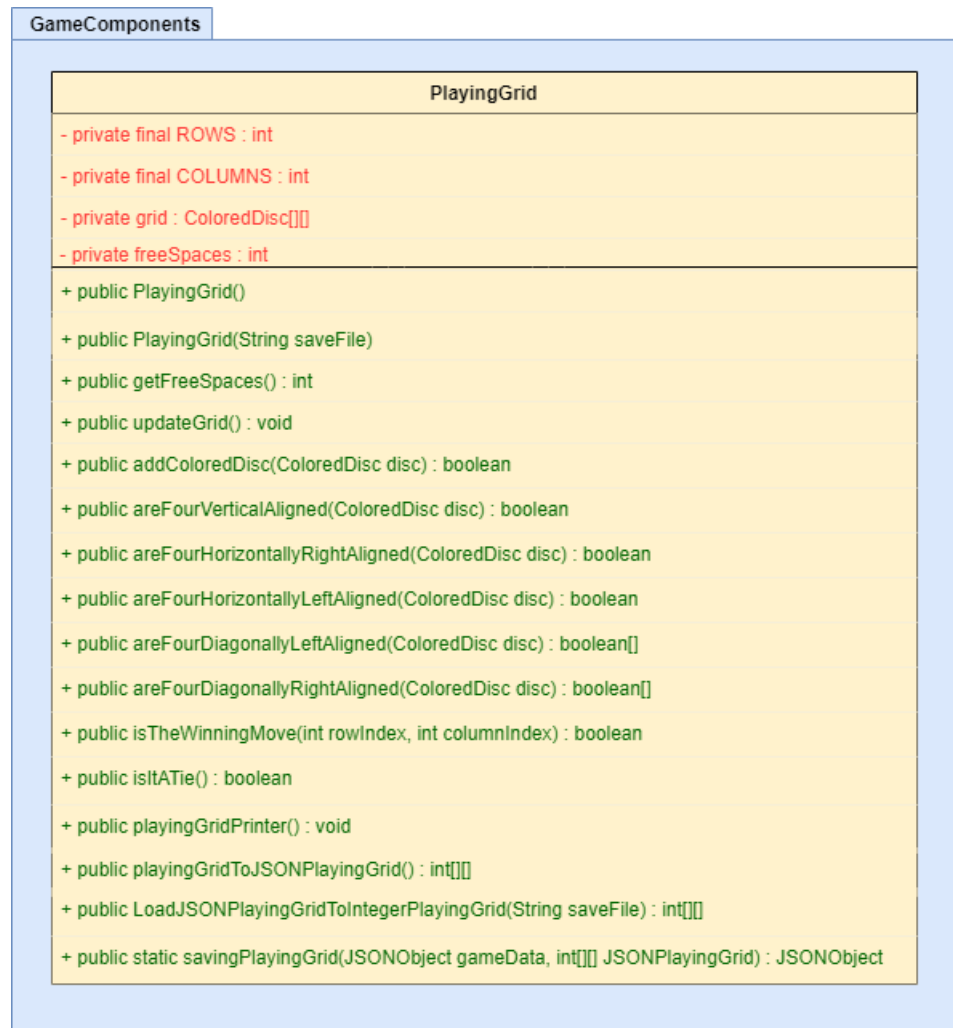 GameComponents
PlayingGrid
- private final ROWS : int
- private final COLUMNS : int
- private grid : ColoredDisc[][]
- private freeSpaces : int
+ public PlayingGrid()
+ public PlayingGrid(String saveFile)
+ public getFreeSpaces() : int
+ public updateGrid() : void
+ public addColoredDisc(ColoredDisc disc) : boolean
+ public areFourVerticalAligned(ColoredDisc disc) : boolean
+ public areFourHorizontallyRightAligned(ColoredDisc disc) : boolean
+ public areFourHorizontallyLeftAligned(ColoredDisc disc) : boolean
+ public areFourDiagonallyLeftAligned(ColoredDisc disc) : boolean[]
+ public areFourDiagonallyRightAligned(ColoredDisc disc) : boolean[]
+ public isTheWinningMove(int rowIndex, int columnIndex) : boolean
+ public isItATie() : boolean
+ public playingGridPrinter() : void
+ public playingGridToJSONPlayingGrid() : int[][]
+ public LoadJSONPlayingGridToIntegerPlayingGrid(String saveFile) : int[][]
+ public static savingPlayingGrid(JSONObject gameData, int[][] JSONPlayingGrid) : JSONObject